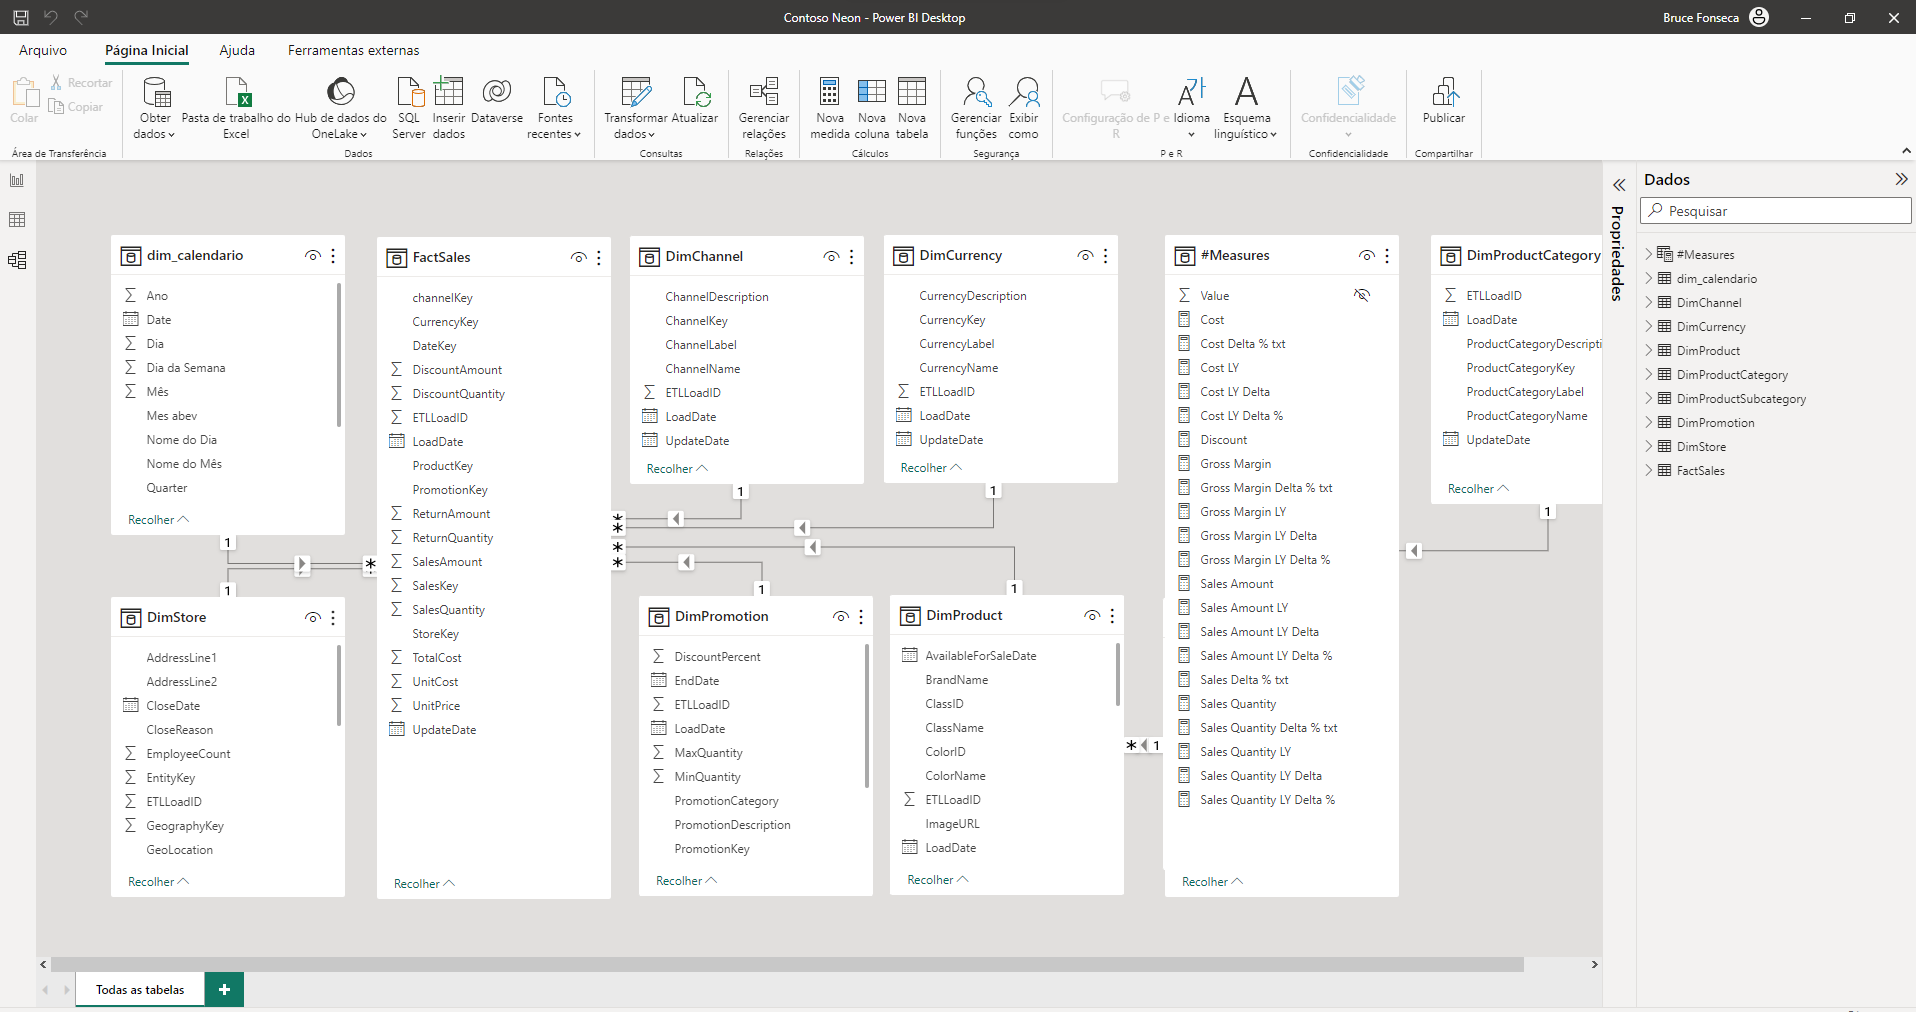 Contoso Neon - Power BI Desktop
Bruce Fonseca
Arquivo
Página Inicial
Ajuda
Ferramentas externas
Colar
Recortar
Copiar
Área de Transferência
Obter dados
Pasta de trabalho do Excel
Hub de dados do OneLake
SQL Server
Inserir dados
Dataverse
Fontes recentes
Dados
Transformar dados
Atualizar
Consultas
Gerenciar relações
Relações
Nova medida
Nova coluna
Nova tabela
Cálculos
Gerenciar funções
Exibir como
Segurança
Configuração de P e R
Idioma
Esquema linguístico
P e R
Confidencialidade
Confidencialidade
Publicar
Compartilhar
dim_calendario
Ano
Date
Dia
Dia da Semana
Mês
Mes abev
Nome do Dia
Nome do Mês
Quarter
Recolher
1
1
*
DimStore
AddressLine1
AddressLine2
CloseDate
CloseReason
EmployeeCount
EntityKey
ETLLoadID
GeographyKey
GeoLocation
Recolher
FactSales
channelKey
CurrencyKey
DateKey
DiscountAmount
DiscountQuantity
ETLLoadID
LoadDate
ProductKey
PromotionKey
ReturnAmount
ReturnQuantity
SalesAmount
SalesKey
SalesQuantity
StoreKey
TotalCost
UnitCost
UnitPrice
UpdateDate
Recolher
DimChannel
ChannelDescription
ChannelKey
ChannelLabel
ChannelName
ETLLoadID
LoadDate
UpdateDate
Recolher
1
*
*
*
*
DimCurrency
CurrencyDescription
CurrencyKey
CurrencyLabel
CurrencyName
ETLLoadID
LoadDate
UpdateDate
Recolher
1
1
DimPromotion
DiscountPercent
EndDate
ETLLoadID
LoadDate
MaxQuantity
MinQuantity
PromotionCategory
PromotionDescription
PromotionKey
Recolher
1
DimProduct
AvailableForSaleDate
BrandName
ClassID
ClassName
ColorID
ColorName
ETLLoadID
ImageURL
LoadDate
Recolher
* 1
#Measures
Value
Cost
Cost Delta % txt
Cost LY
Cost LY Delta
Cost LY Delta %
Discount
Gross Margin
Gross Margin Delta % txt
Gross Margin LY
Gross Margin LY Delta
Gross Margin LY Delta %
Sales Amount
Sales Amount LY
Sales Amount LY Delta
Sales Amount LY Delta %
Sales Delta % txt
Sales Quantity
Sales Quantity Delta % txt
Sales Quantity LY
Sales Quantity LY Delta
Sales Quantity LY Delta %
Recolher
DimProductCategory
ETLLoadID
LoadDate
ProductCategoryDescripti
ProductCategoryKey
ProductCategoryLabel
ProductCategoryName
UpdateDate
Recolher
1
Propriedades
Dados
Pesquisar
#Measures
dim_calendario
DimChannel
DimCurrency
DimProduct
DimProductCategory
DimProductSubcategory
DimPromotion
DimStore
FactSales
Todas as tabelas